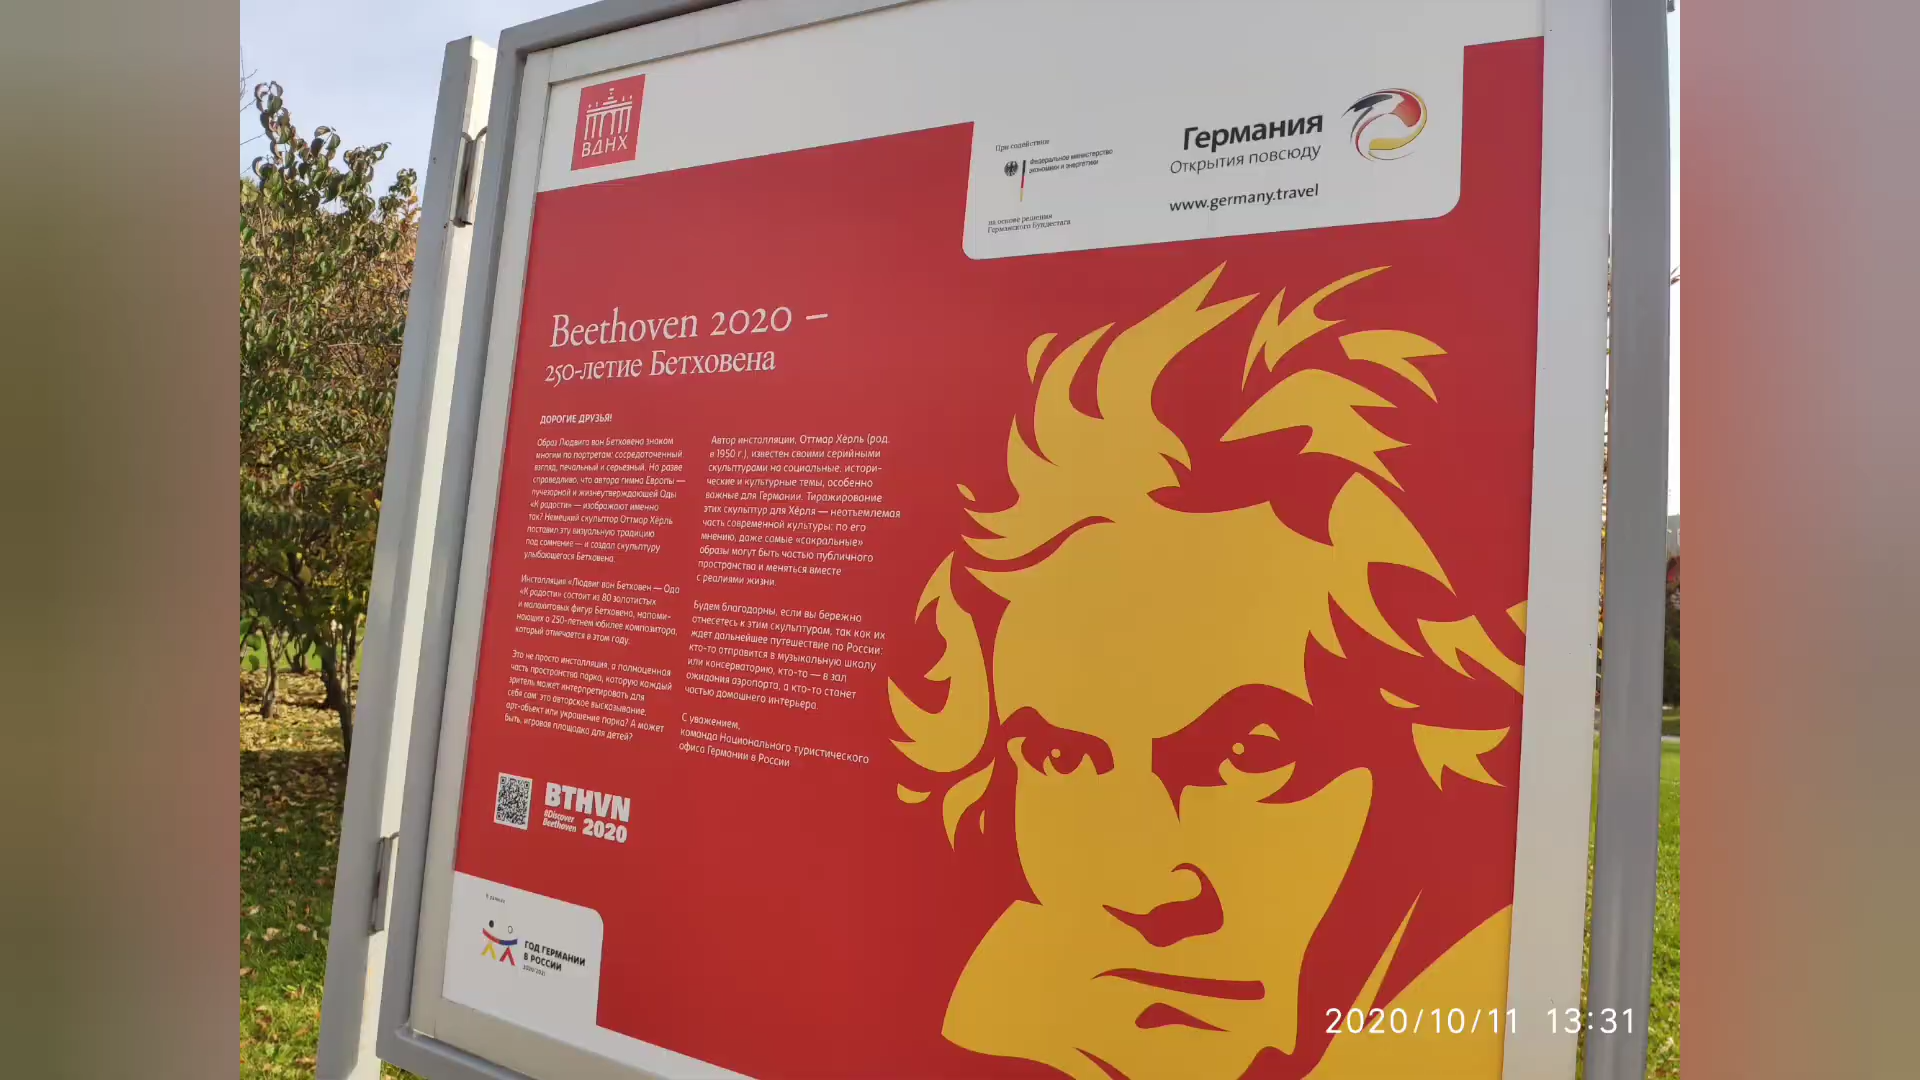 ВДНХ
При содействии
Федеральное министерство
экономики и энергетики
на основе решения
Германского Бундестага
Германия
Открытия повсюду
www.germany.travel
Beethoven 2020 –
250-летие Бетховена
ДОРОГИЕ ДРУЗЬЯ!
Образ Людвига ван Бетховена знаком
многим по портретам: сосредоточенный
взгляд, печальный и серьезный. Но разве
справедливо, что автора гимна Европы —
лучезарной и жизнеутверждающей Оды
«К радости» — изображают именно
так? Немецкий скульптор Оттмар Хёрль
поставил эту визуальную традицию
под сомнение — и создал скульптуру
улыбающегося Бетховена.
Инсталляция «Людвиг ван Бетховен — Ода
«К радости» состоит из 80 золотистых
и малахитовых фигур Бетховена, напоми-
нающих о 250-летнем юбилее композитора,
который отмечается в этом году.
Это не просто инсталляция, а полноценная
часть пространства парка, которую каждый
зритель может интерпретировать для
себя сам: это авторское высказывание,
арт-объект или украшение парка? А может
быть, игровая площадка для детей?
Автор инсталляции, Оттмар Хёрль (род.
в 1950 г.), известен своими серийными
скульптурами на социальные, истори-
ческие и культурные темы, особенно
важные для Германии. Тиражирование
этих скульптур для Хёрля — неотъемлемая
часть современной культуры: по его
мнению, даже самые «сакральные»
образы могут быть частью публичного
пространства и меняться вместе
с реалиями жизни.
Будем благодарны, если вы бережно
отнесетесь к этим скульптурам, так как их
ждет дальнейшее путешествие по России:
кто-то отправится в музыкальную школу
или консерваторию, кто-то — в зал
ожидания аэропорта, а кто-то станет
частью домашнего интерьера.
С уважением,
команда Национального туристического
офиса Германии в России
BTHVN
#Discover
Beethoven 2020
В рамках
ГОД ГЕРМАНИИ
В РОССИИ
2020/2021
2020/10/11 13:31